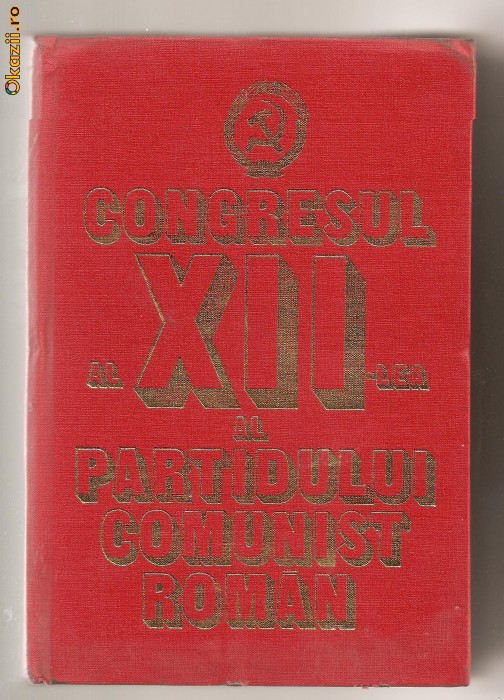 Okazii.ro
CONGRESUL
AL XII-LEA
AL
PARTIDULUI
COMUNIST
ROMÂN